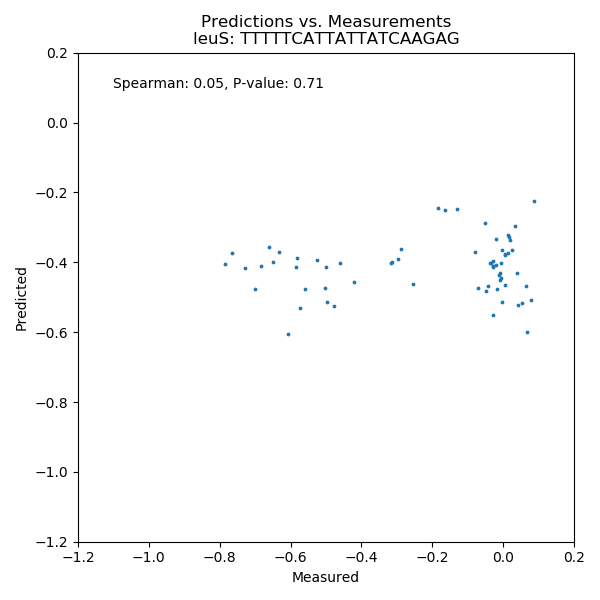 Predictions vs. Measurements
leuS: TTTTTCATTATTATCAAGAG
Spearman: 0.05, P-value: 0.71
0.2
0.0
−0.2
−0.4
−0.6
−0.8
−1.0
−1.2
Predicted
−1.2 −1.0 −0.8 −0.6 −0.4 −0.2 0.0 0.2
Measured